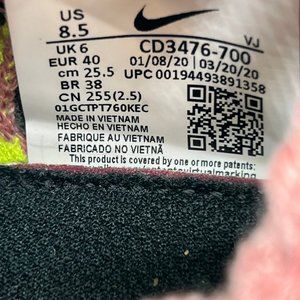 US
8.5 VJ
UK 6 CD3476-700
EUR 40 01/08/20 03/20/20
cm 25.5 UPC 00194493891358
BR 38
CN 255(2.5)
01GCTPT760KEC
MADE IN VIETNAM
HECHO EN VIETNAM
FABRIQUÉ AU VIETNAM
FABRICADO NO VIETNÃ
This product is covered by one or more patents:
virtualmarking